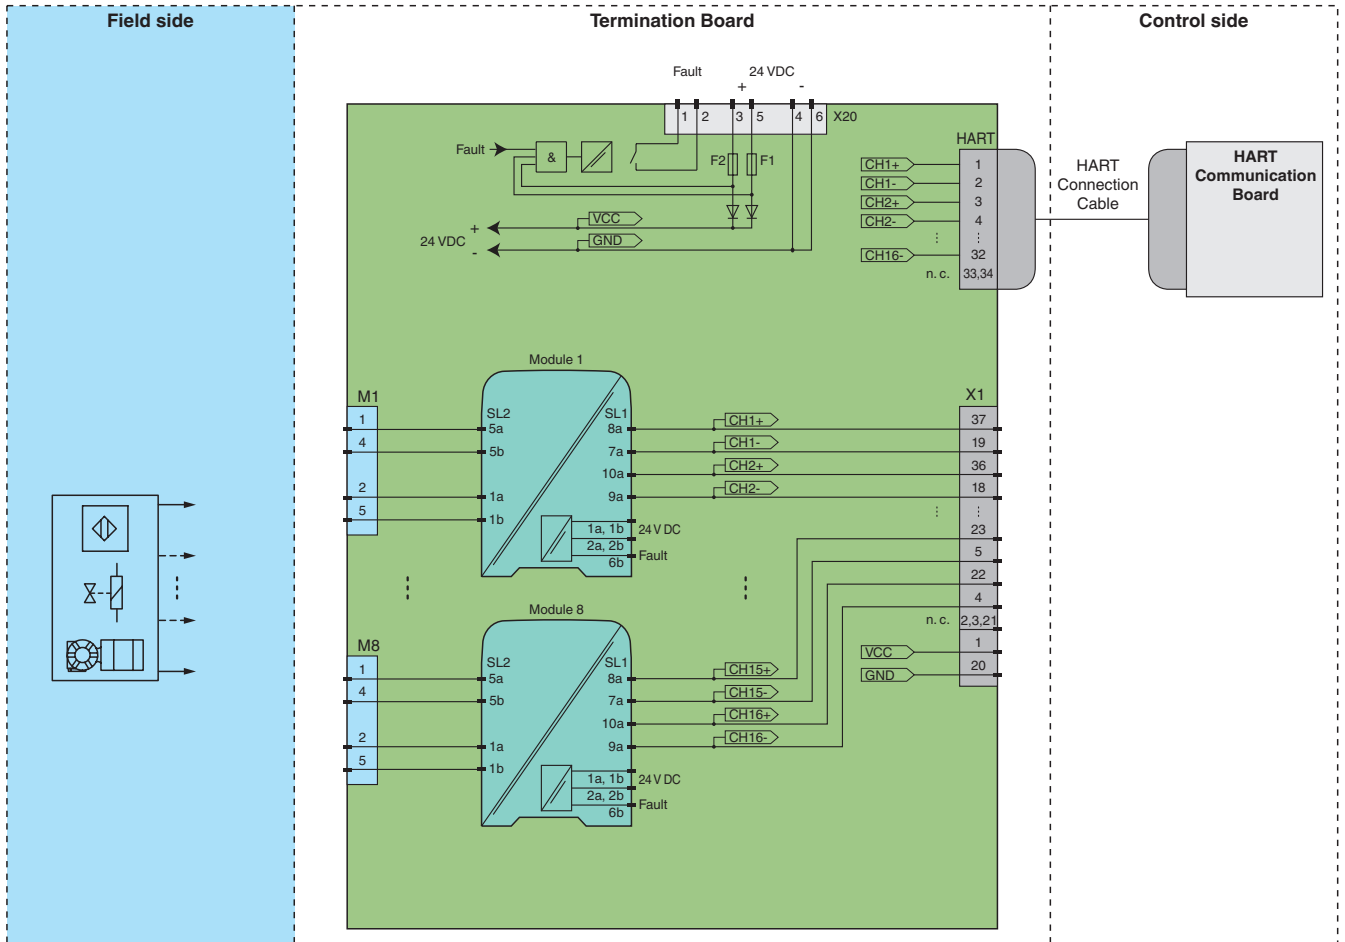 Field side
Termination Board
Control side
Fault 24 VDC
+ -
1 2 3 5 4 6 X20
Fault & F2 F1
VCC
+
24 VDC
GND
-
HART
CH1+ 1
CH1- 2
CH2+ 3
CH2- 4
CH16- 32
n. c. 33,34
HART
Connection
Cable
HART
Communication
Board
Module 1
M1
1
4
2
5
SL2
5a
5b
1a
1b
SL1
8a
7a
10a
9a
1a, 1b
2a, 2b
6b
24 V DC
Fault
CH1+
CH1-
CH2+
CH2-
X1
37
19
36
18
23
5
22
4
n. c. 2,3,21
VCC 1
GND 20
Module 8
M8
1
4
2
5
SL2
5a
5b
1a
1b
SL1
8a
7a
10a
9a
1a, 1b
2a, 2b
6b
24 V DC
Fault
CH15+
CH15-
CH16+
CH16-